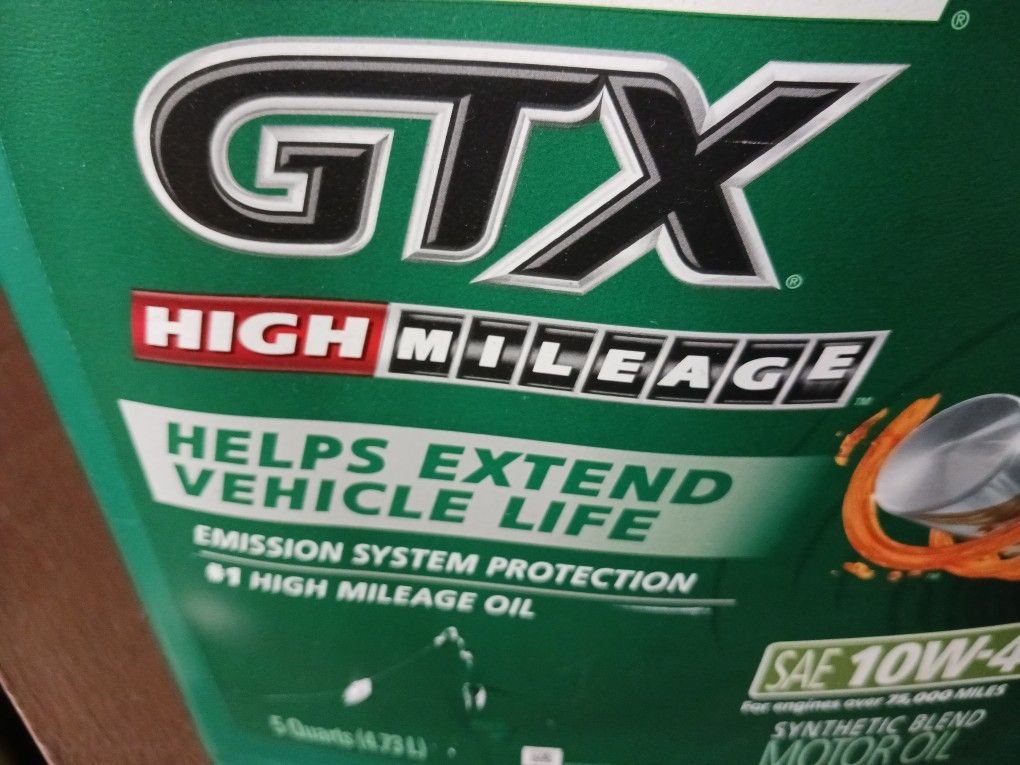 GTX®
HIGH MILEAGE™
HELPS EXTEND
VEHICLE LIFE
EMISSION SYSTEM PROTECTION
#1 HIGH MILEAGE OIL
SAE 10W-4
For engines over 75,000 MILES
SYNTHETIC BLEND
MOTOR OIL
5 Quarts (4.73 L)